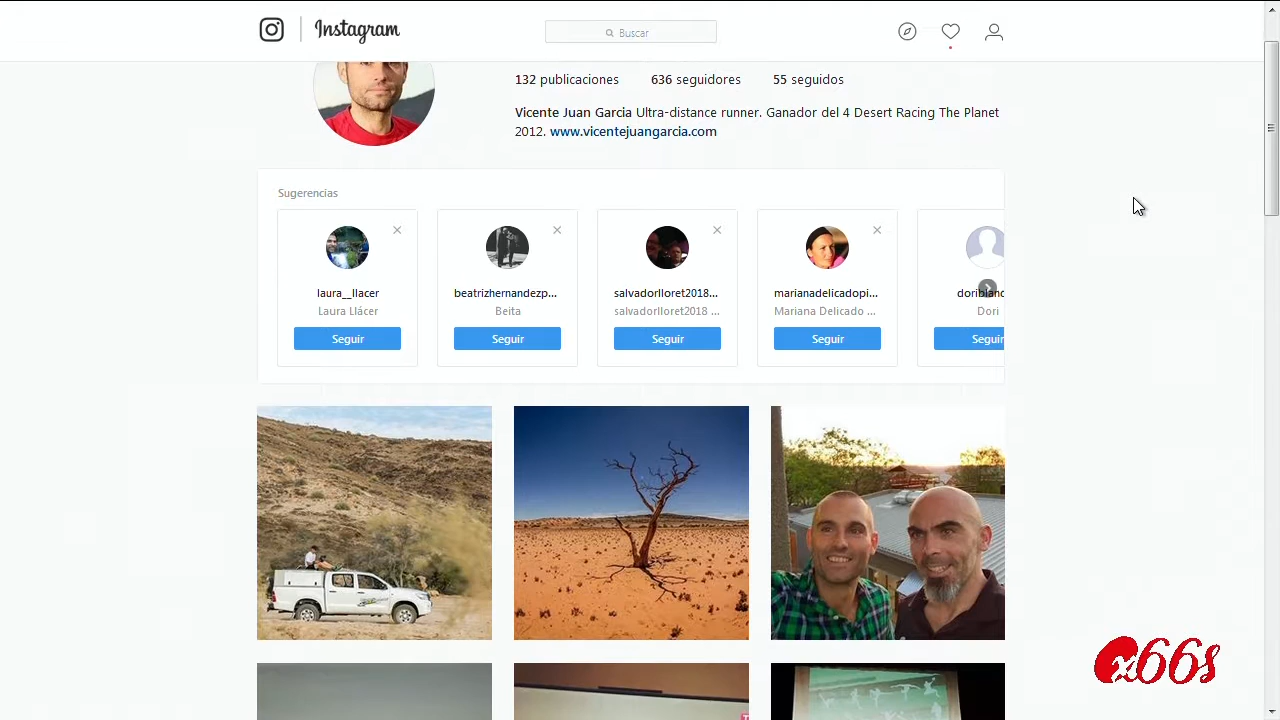 Instagram
Buscar
132 publicaciones 636 seguidores 55 seguidos
Vicente Juan Garcia Ultra-distance runner. Ganador del 4 Desert Racing The Planet
2012. www.vicentejuangarcia.com
Sugerencias
laura__llacer beatrizhernandezp... salvadorlloret2018... marianadelicadopi...
Laura Llácer Beita salvadorlloret2018 ... Mariana Delicado ... Dori
Seguir Seguir Seguir Seguir Seguir
x66s